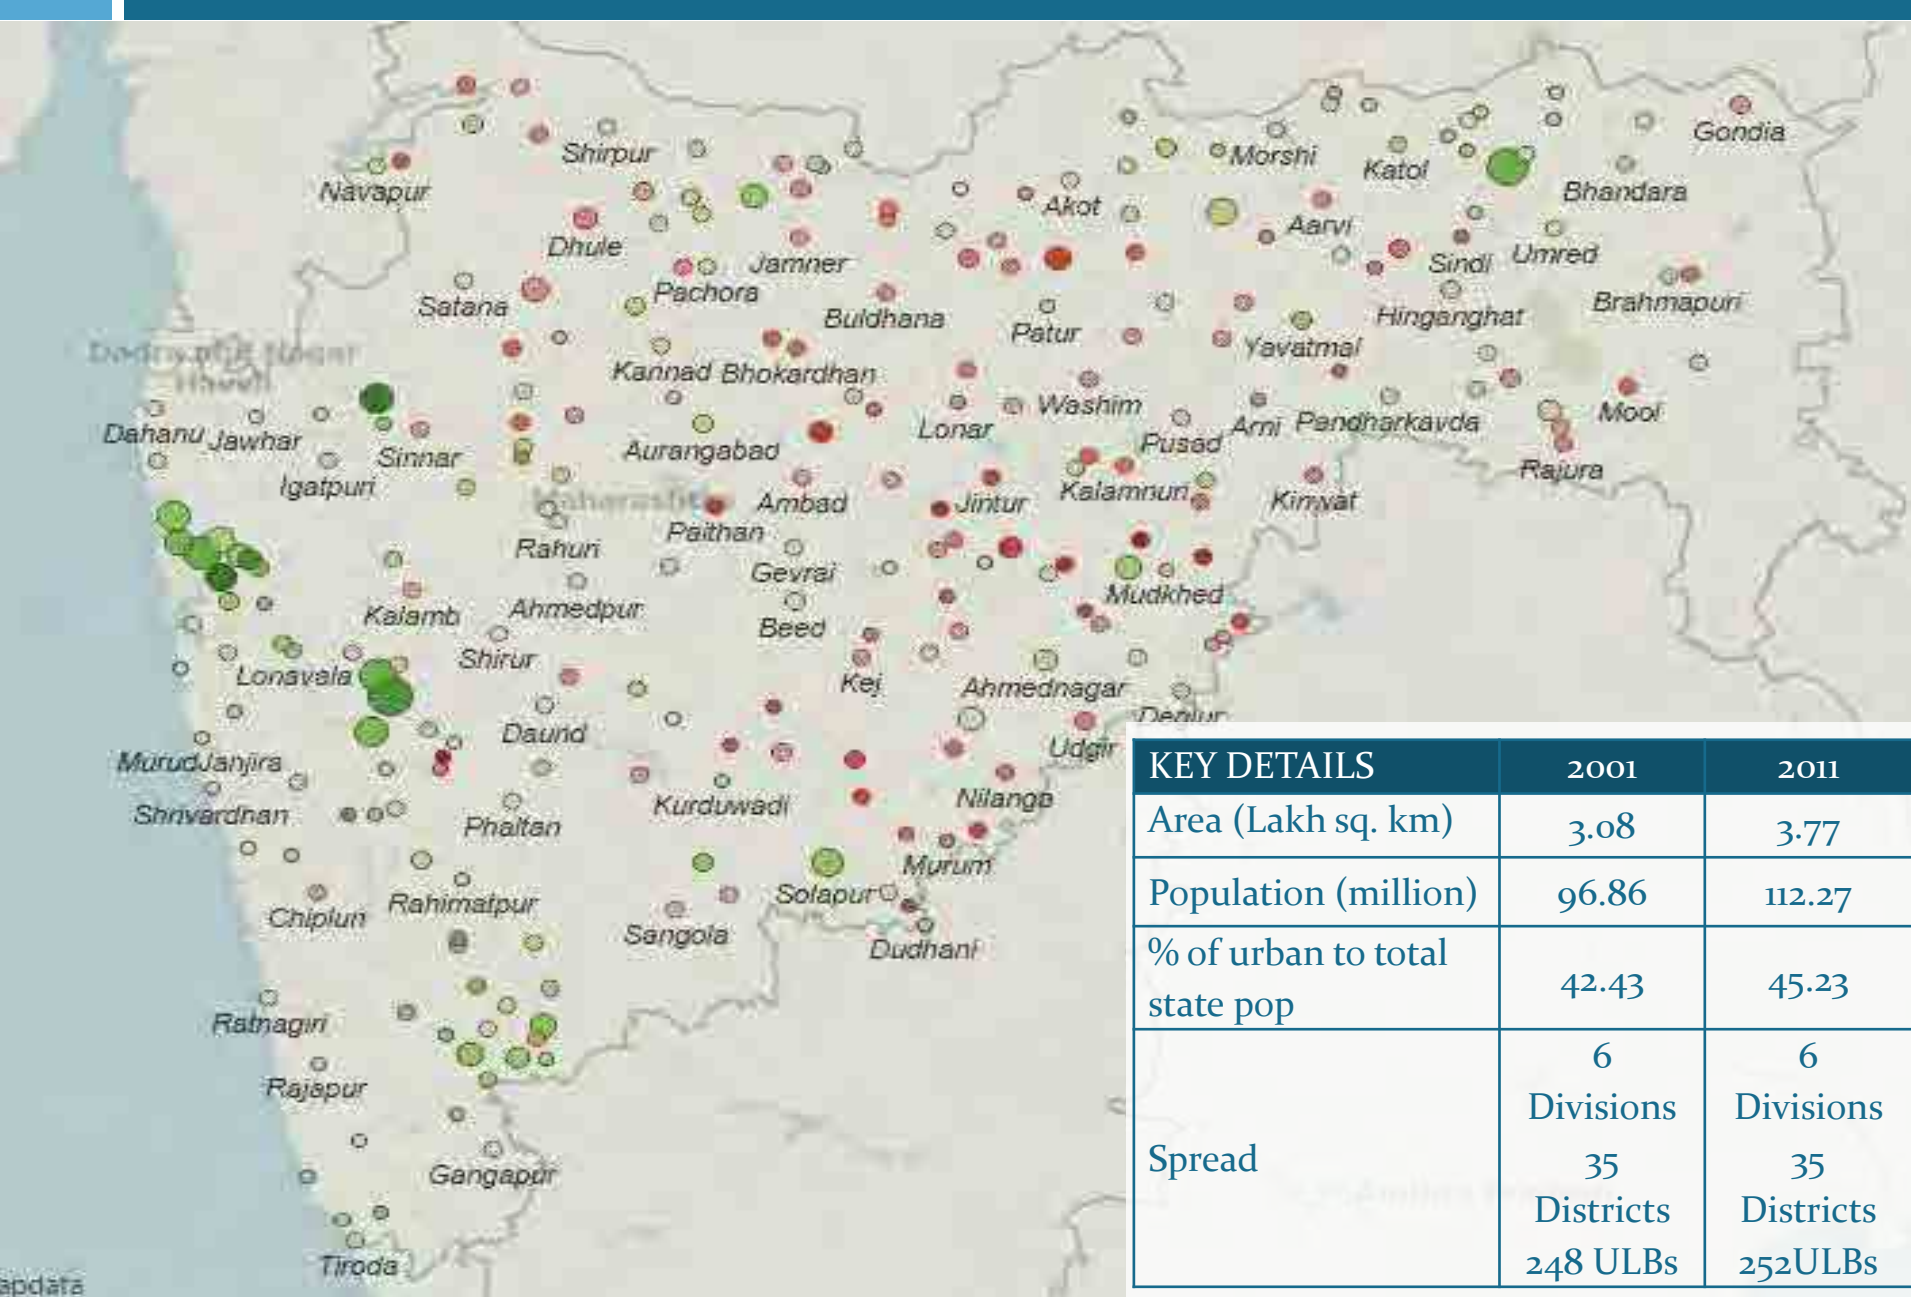 Gondia
Shirpur
Morshi
Katol
Navapur
Bhandara
Akot
Aarvi
Dhule
Jamner
Sindi
Umred
Satana
Pachora
Buldhana
Patur
Hinganghat
Brahmapuri
Yavatmal
Kannad
Bhokardhan
Washim
Mool
Dahanu
Jawhar
Lonar
Pusad
Arni
Pandharkavda
Sinnar
Aurangabad
Rajura
Igatpuri
Maharashtra
Ambad
Jintur
Kalamnuri
Kinwat
Paithan
Rahuri
Gevrai
Kalamb
Ahmedpur
Mudkhed
Beed
Lonavala
Shirur
Kej
Ahmednagar
Deglur
Daund
Udgir
MurudJanjira
Shrivardhan
Kurduwadi
Nilanga
Phaltan
Murum
Solapur
Chiplun
Rahimatpur
Sangola
Dudhani
Ratnagiri
Rajapur
Gangapur
Tiroda
apdata
KEY DETAILS 2001 2011
Area (Lakh sq. km) 3.08 3.77
Population (million) 96.86 112.27
% of urban to total
state pop 42.43 45.23
Spread
6 6
Divisions Divisions
35 35
Districts Districts
248 ULBs 252ULBs